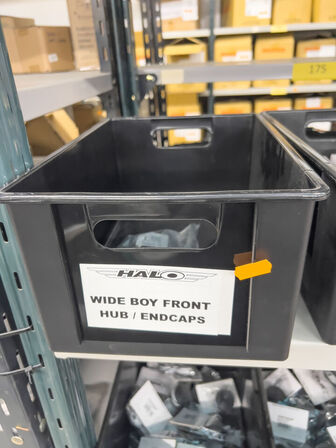 175
HALO
WIDE BOY FRONT
HUB / ENDCAPS